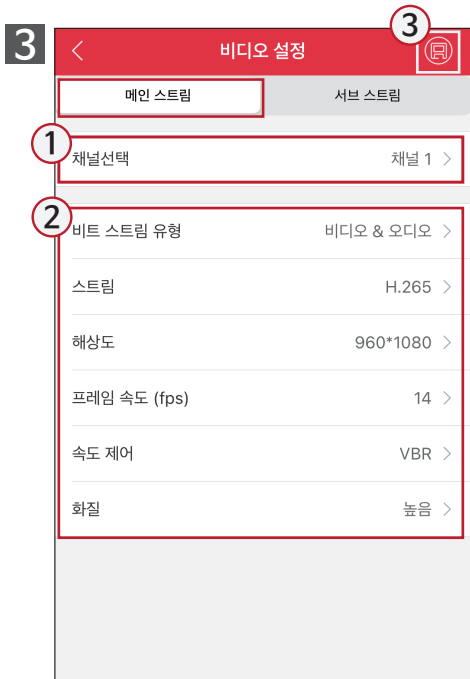 3
3
비디오 설정
메인 스트림 서브 스트림
1
채널선택 채널 1
2
비트 스트림 유형 비디오 & 오디오
스트림 H.265
해상도 960*1080
프레임 속도 (fps) 14
속도 제어 VBR
화질 높음